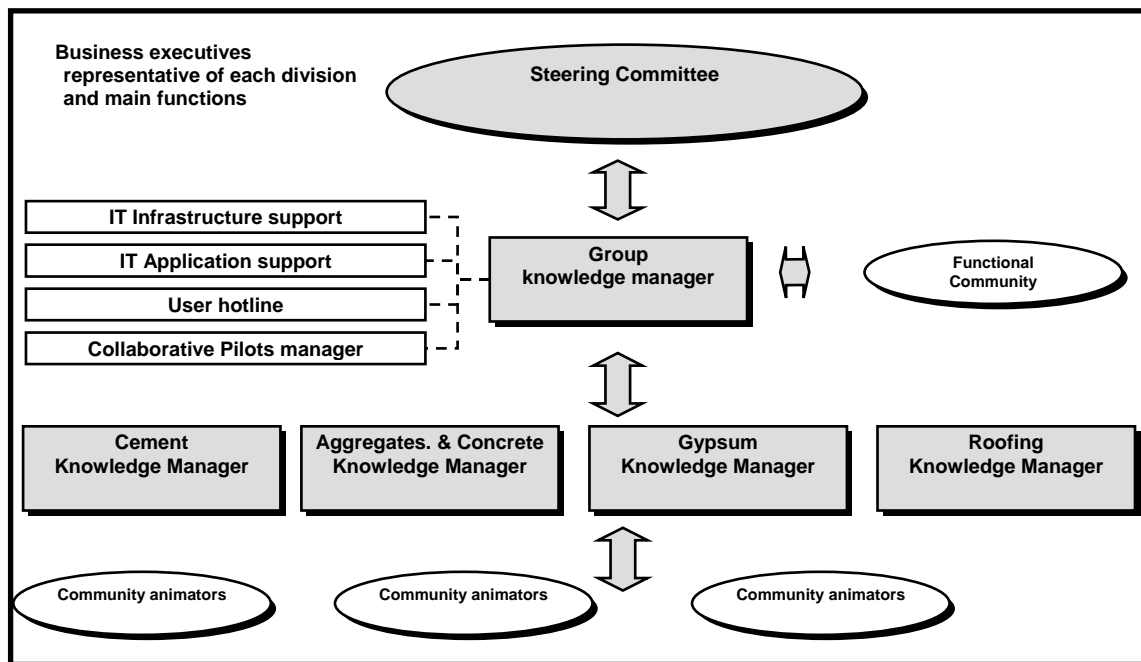 Business executives
representative of each division
and main functions
Steering Committee
IT Infrastructure support
IT Application support
User hotline
Collaborative Pilots manager
Group
knowledge manager
Functional
Community
Cement
Knowledge Manager
Aggregates. & Concrete
Knowledge Manager
Gypsum
Knowledge Manager
Roofing
Knowledge Manager
Community animators
Community animators
Community animators